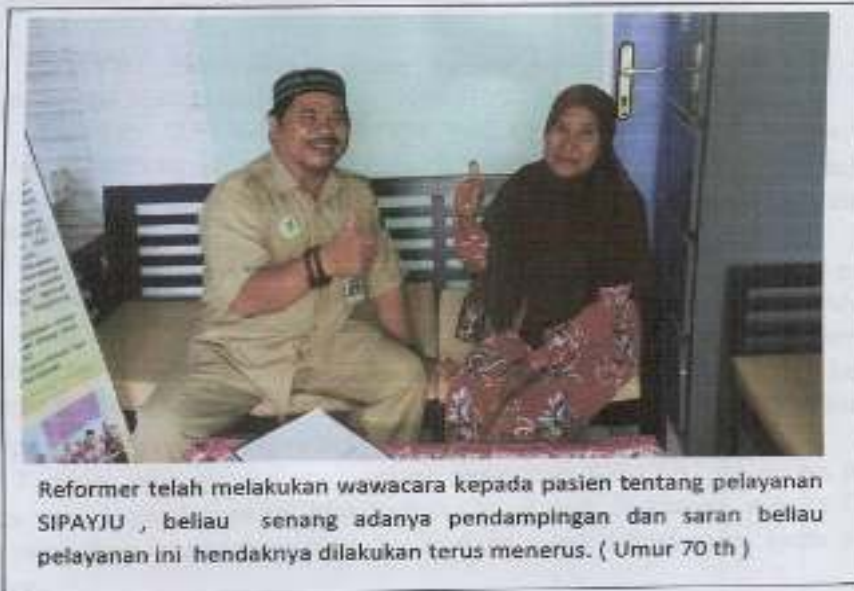 Reformer telah melakukan wawacara kepada pasien tentang pelayanan
SIPAYJU , beliau senang adanya pendampingan dan saran beliau
pelayanan ini hendaknya dilakukan terus menerus. ( Umur 70 th )